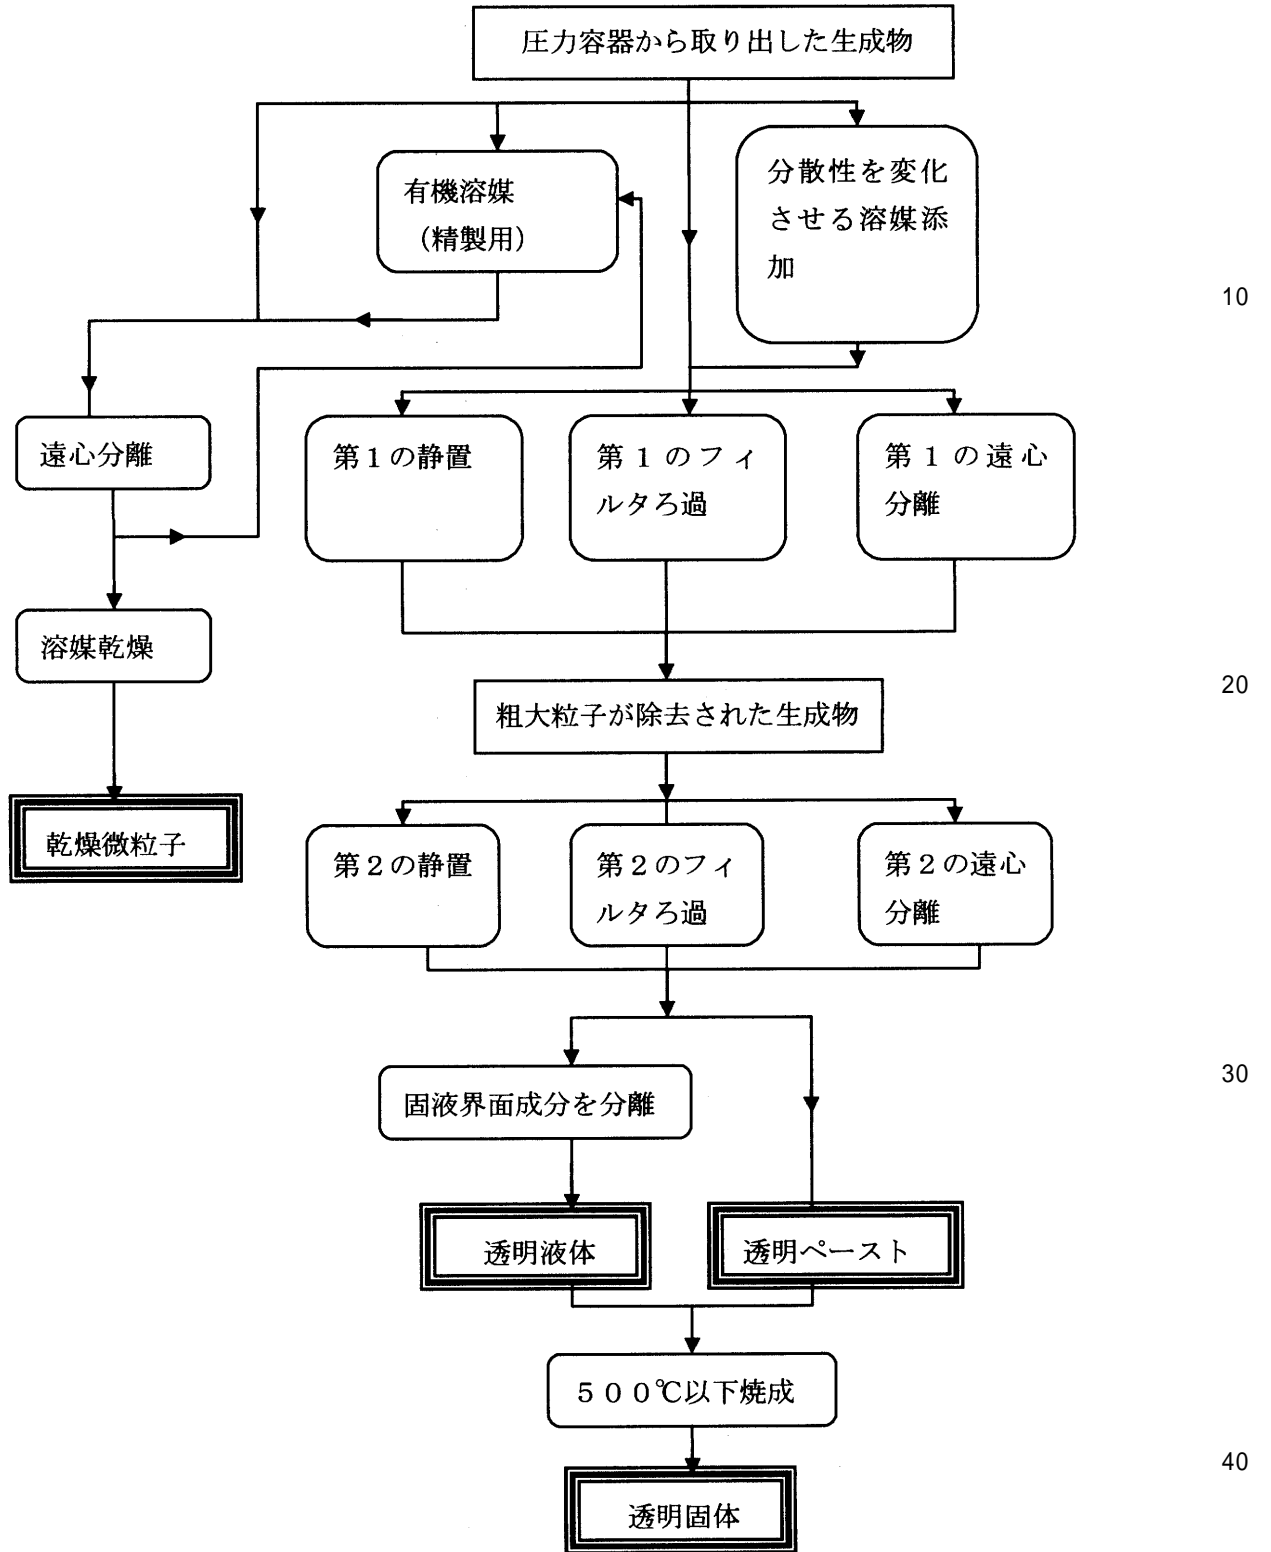 圧力容器から取り出した生成物
有機溶媒
（精製用）
分散性を変化
させる溶媒添
加
10
遠心分離
第１の静置
第１のフィ
ルタろ過
第１の遠心
分離
溶媒乾燥
20
粗大粒子が除去された生成物
乾燥微粒子
第２の静置
第２のフィ
ルタろ過
第２の遠心
分離
30
固液界面成分を分離
透明液体
透明ペースト
５００℃以下焼成
40
透明固体